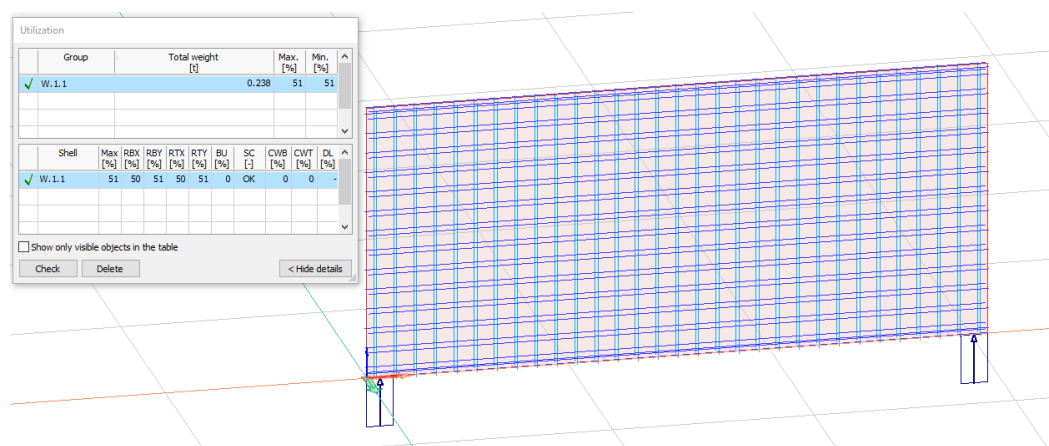 Utilization
Group Total weight [t] Max. [%] Min. [%]
W.1.1 0.238 51 51
Shell Max [%] RBX [%] RBY [%] RTX [%] RTY [%] BU [%] SC [-] CWB [%] CWT [%] DL [%]
W.1.1 51 50 51 50 51 0 OK 0 0 -
Show only visible objects in the table
Check Delete < Hide details